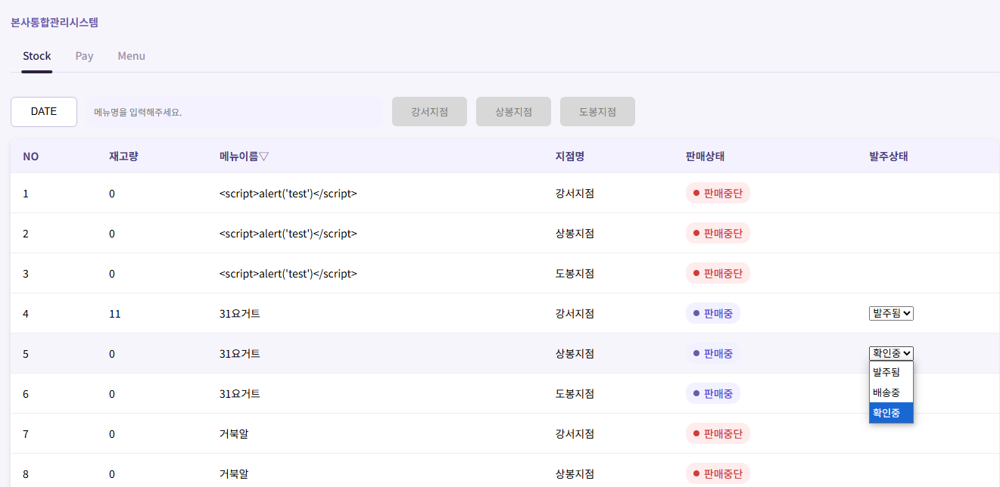 본사통합관리시스템
Stock Pay Menu
DATE 메뉴명을 입력해주세요. 강서지점 상봉지점 도봉지점
NO 재고량 메뉴이름▽ 지점명 판매상태 발주상태
1 0 <script>alert('test')</script> 강서지점 판매중단
2 0 <script>alert('test')</script> 상봉지점 판매중단
3 0 <script>alert('test')</script> 도봉지점 판매중단
4 11 31요거트 강서지점 판매중 발주됨
5 0 31요거트 상봉지점 판매중 확인중
발주됨
배송중
6 0 31요거트 도봉지점 판매중
확인중
7 0 거북알 강서지점 판매중단
8 0 거북알 상봉지점 판매중단